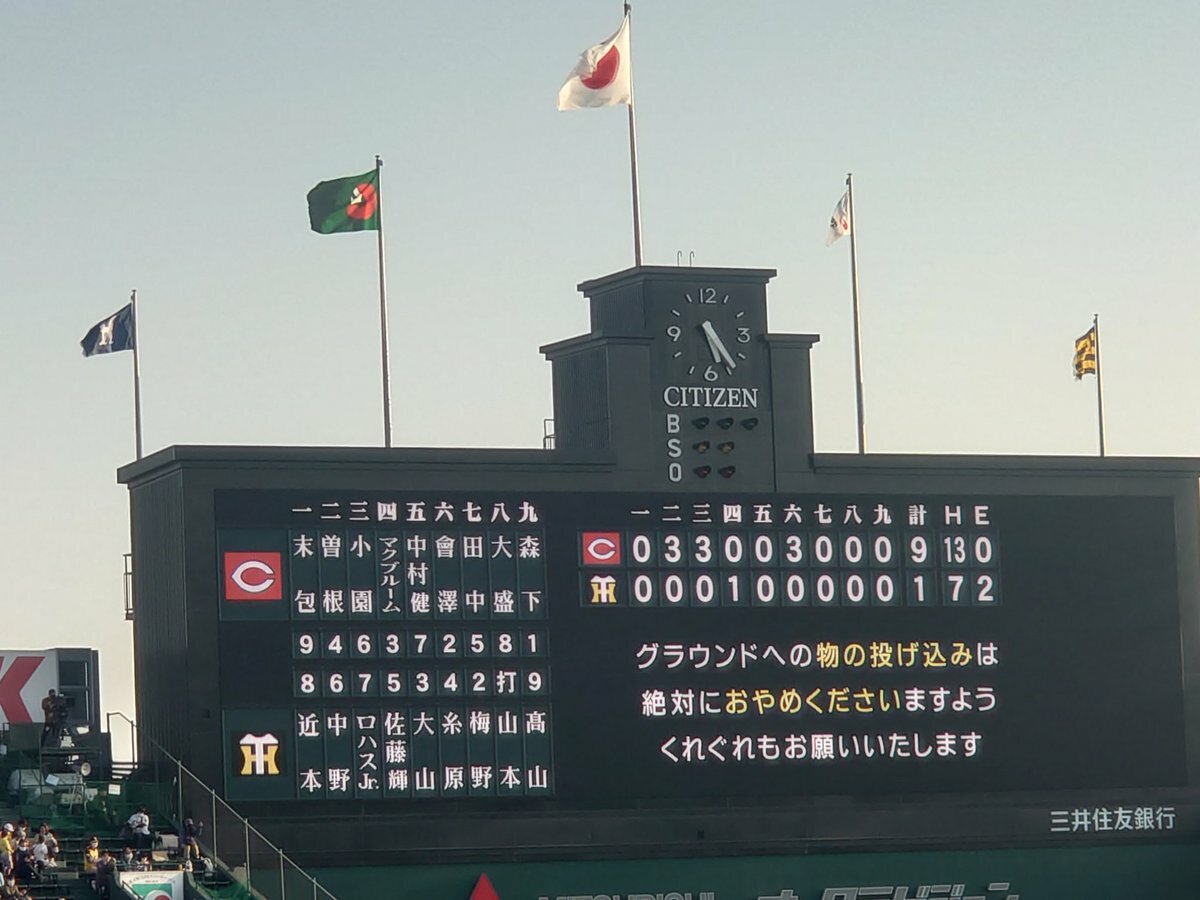 12
9 3
6
CITIZEN
B
S
O
一 二 三 四 五 六 七 八 九
末包 曽根 小園 マクブルーム 中村健 會澤 田中 大盛 森下
9 4 6 3 7 2 5 8 1
8 6 7 5 3 4 2 打 9
近本 中野 ロハスJr. 佐藤輝 大山 糸原 梅野 山本 髙山
一 二 三 四 五 六 七 八 九 計 H E
C 0 3 3 0 0 3 0 0 0 9 13 0
TH 0 0 0 1 0 0 0 0 0 1 7 2
グラウンドへの物の投げ込みは
絶対におやめくださいますよう
くれぐれもお願いいたします
三井住友銀行
K